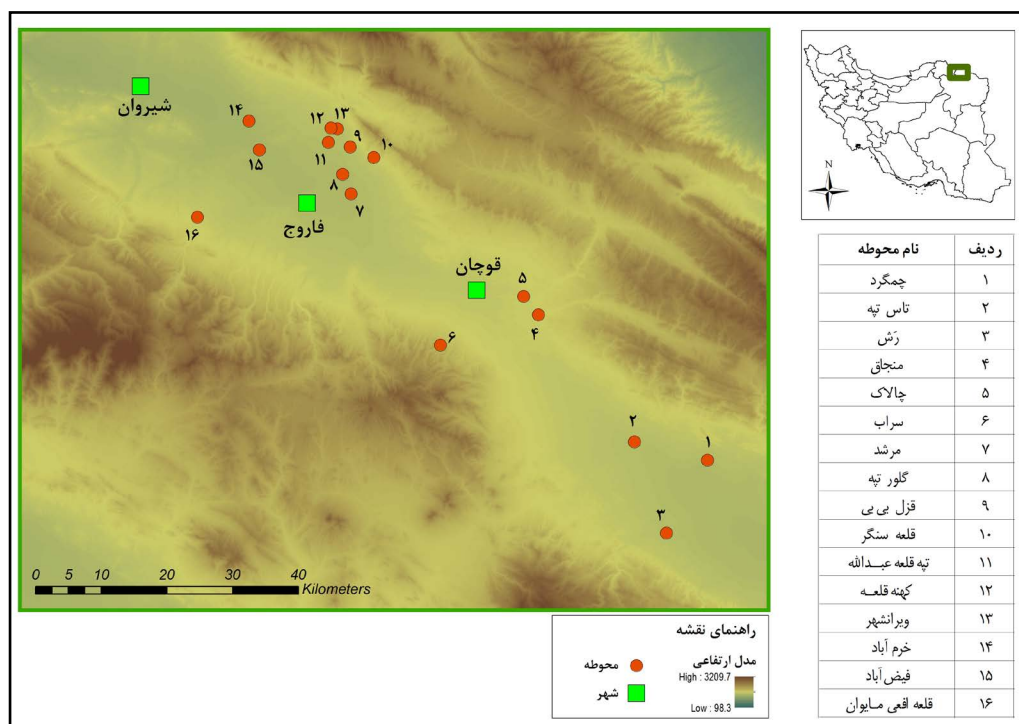 شیروان
۱۴
۱۵
۱۲
۱۳
۱۱
۹
۱۰
۸
۷
فاروج
۱۶
قوچان
۵
۴
۶
۲
۱
۳
0 5 10 20 30 40
Kilometers
N
ردیف نام محوطه
۱ چمگرد
۲ تاس تپه
۳ رَش
۴ منجاق
۵ چالاک
۶ سراب
۷ مرشد
۸ گلور تپه
۹ قزل بی بی
۱۰ قلعه سنگر
۱۱ تپه قلعه عبدالله
۱۲ کهنه قلعه
۱۳ ویرانشهر
۱۴ خرم آباد
۱۵ فیض آباد
۱۶ قلعه افعی مایوان
راهنمای نقشه
محوطه
شهر
مدل ارتفاعی
High : 3209.7
Low : 98.3